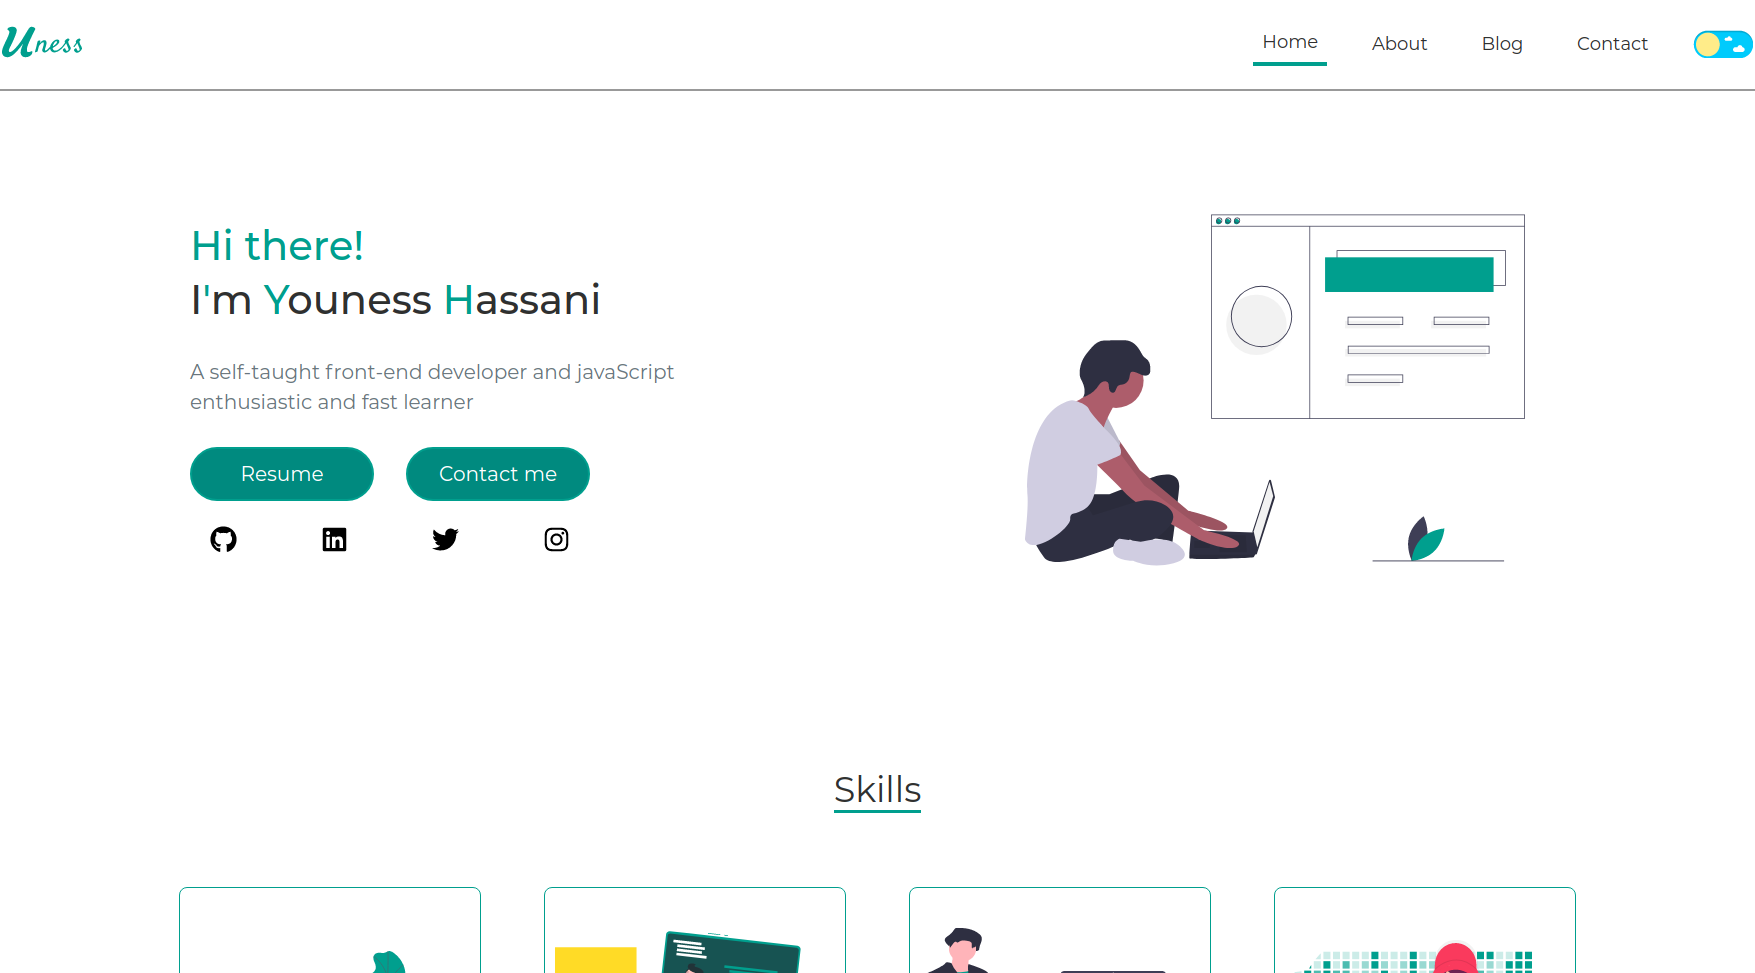 Uness
Home
About
Blog
Contact
Hi there!
I'm Youness Hassani
A self-taught front-end developer and javaScript
enthusiastic and fast learner
Resume
Contact me
Skills